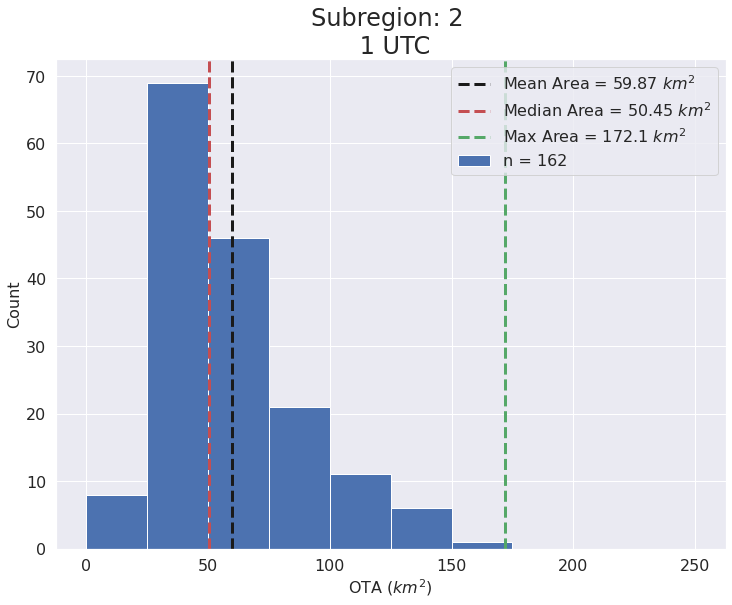 Subregion: 2
1 UTC
Mean Area = 59.87 km²
Median Area = 50.45 km²
Max Area = 172.1 km²
n = 162
70
60
50
40
30
20
10
0
Count
0 50 100 150 200 250
OTA (km²)